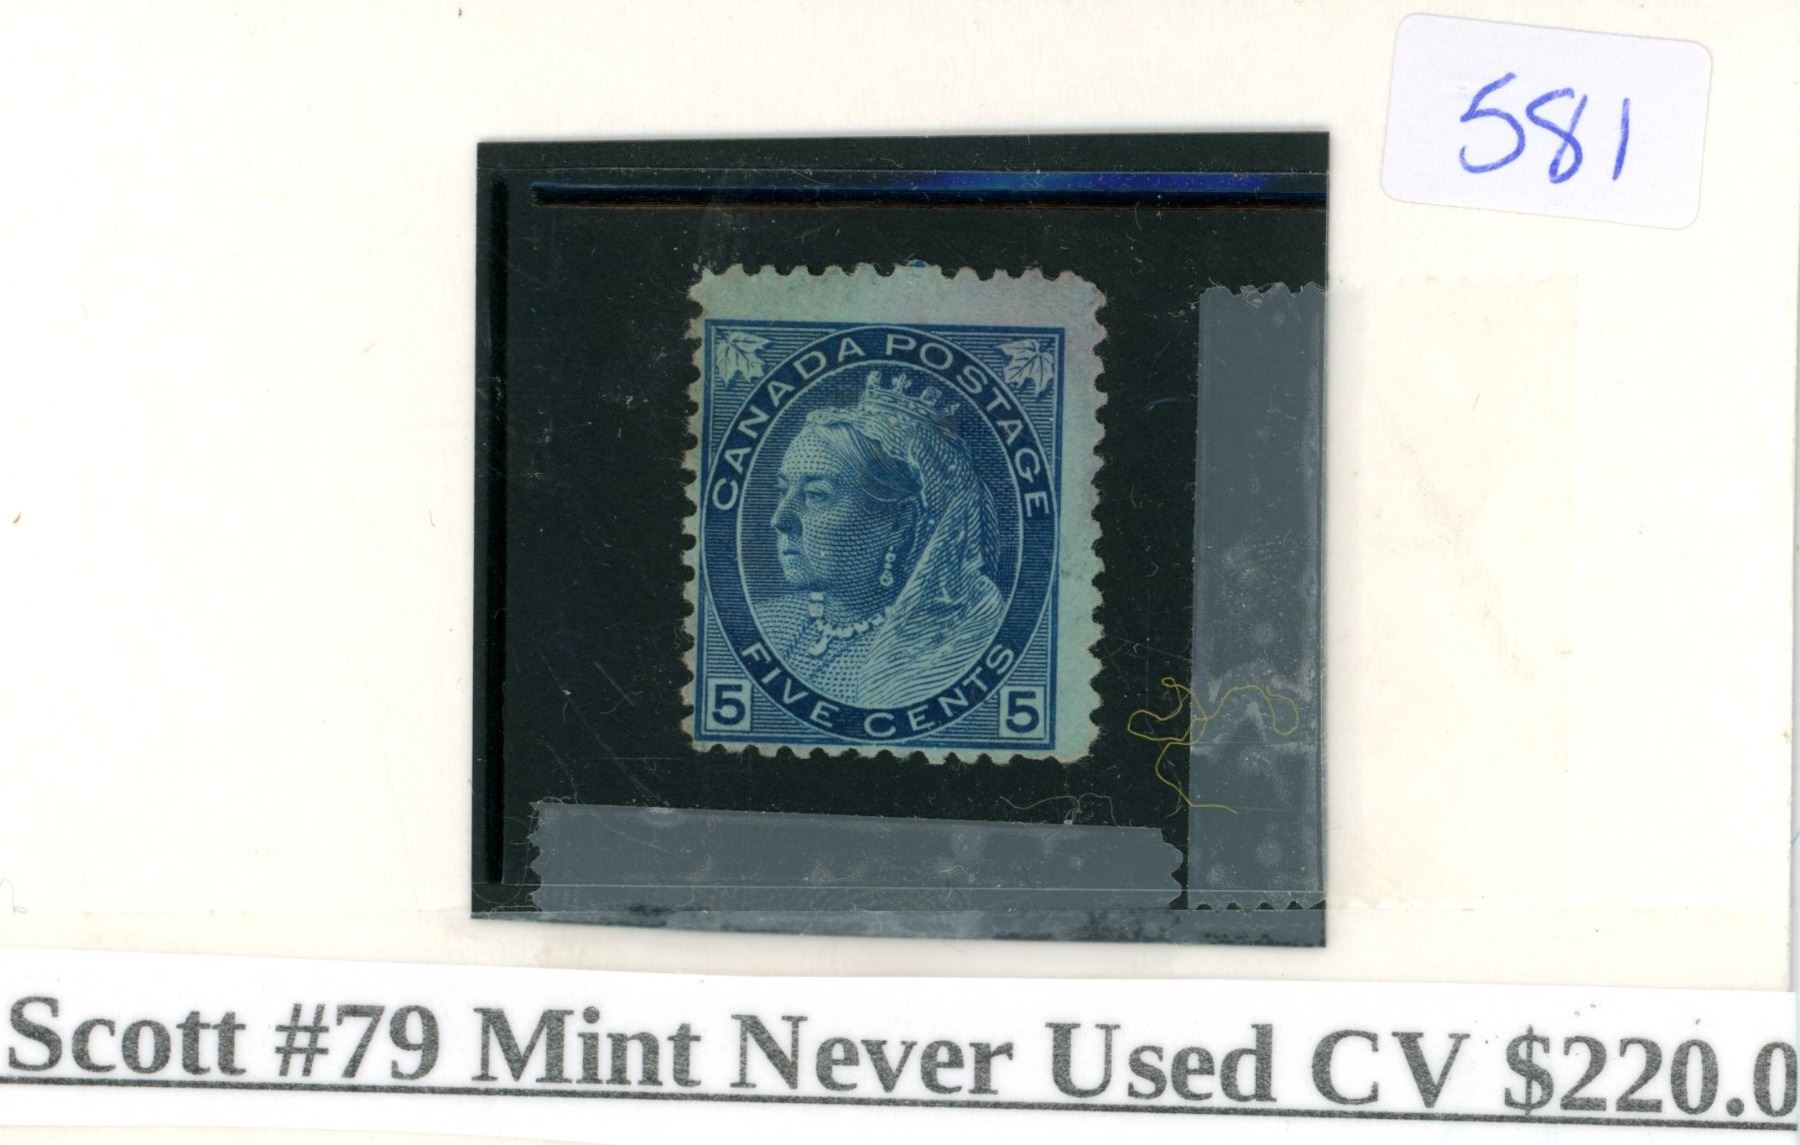 581
CANADA POSTAGE
FIVE CENTS
5 5
Scott #79 Mint Never Used CV $220.0